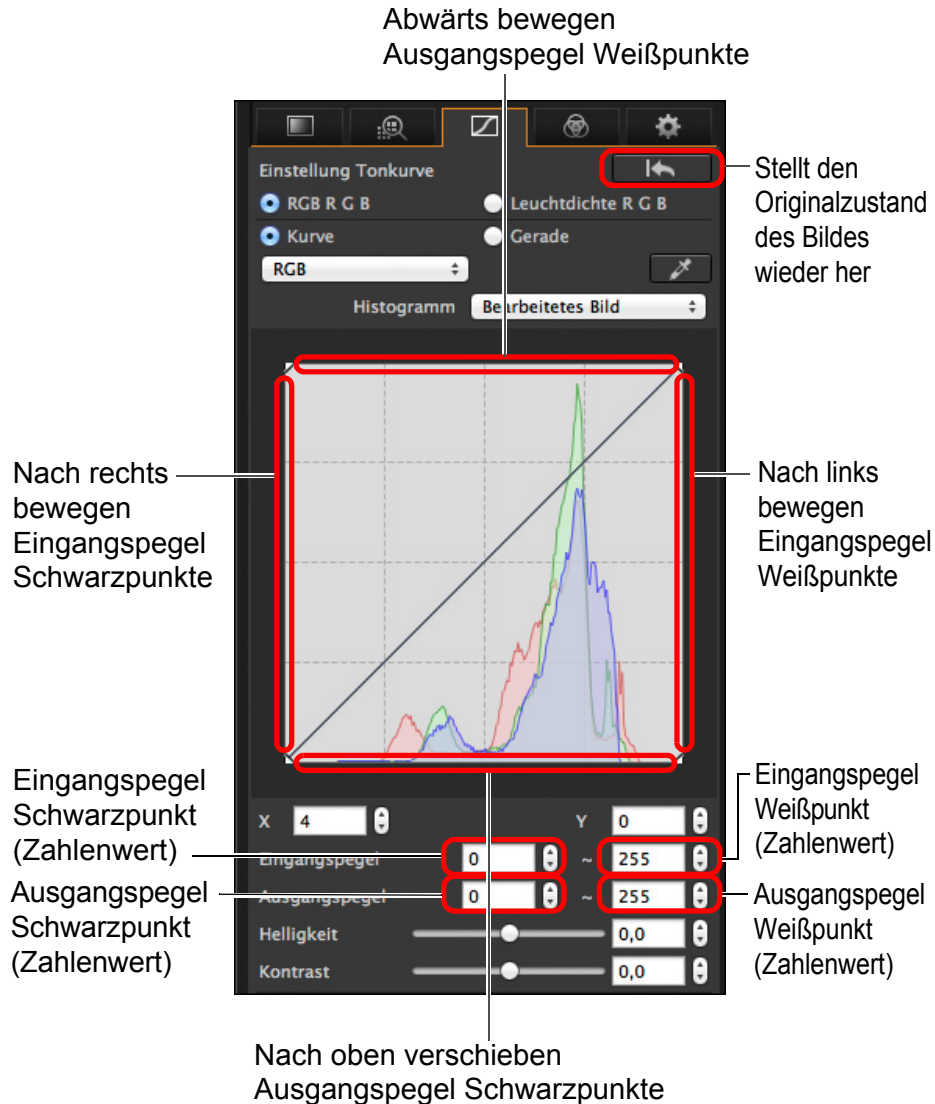 Abwärts bewegen
Ausgangspegel Weißpunkte
Einstellung Tonkurve
RGB R G B
Leuchtdichte R G B
Kurve
Gerade
RGB
Histogramm
Bearbeitetes Bild
Stellt den
Originalzustand
des Bildes
wieder her
Nach rechts
bewegen
Eingangspegel
Schwarzpunkte
Nach links
bewegen
Eingangspegel
Weißpunkte
Eingangspegel
Schwarzpunkt
(Zahlenwert)
Ausgangspegel
Schwarzpunkt
(Zahlenwert)
X 4 Y 0
Eingangspegel 0 ~ 255
Ausgangspegel 0 ~ 255
Helligkeit 0,0
Kontrast 0,0
Eingangspegel
Weißpunkt
(Zahlenwert)
Ausgangspegel
Weißpunkt
(Zahlenwert)
Nach oben verschieben
Ausgangspegel Schwarzpunkte